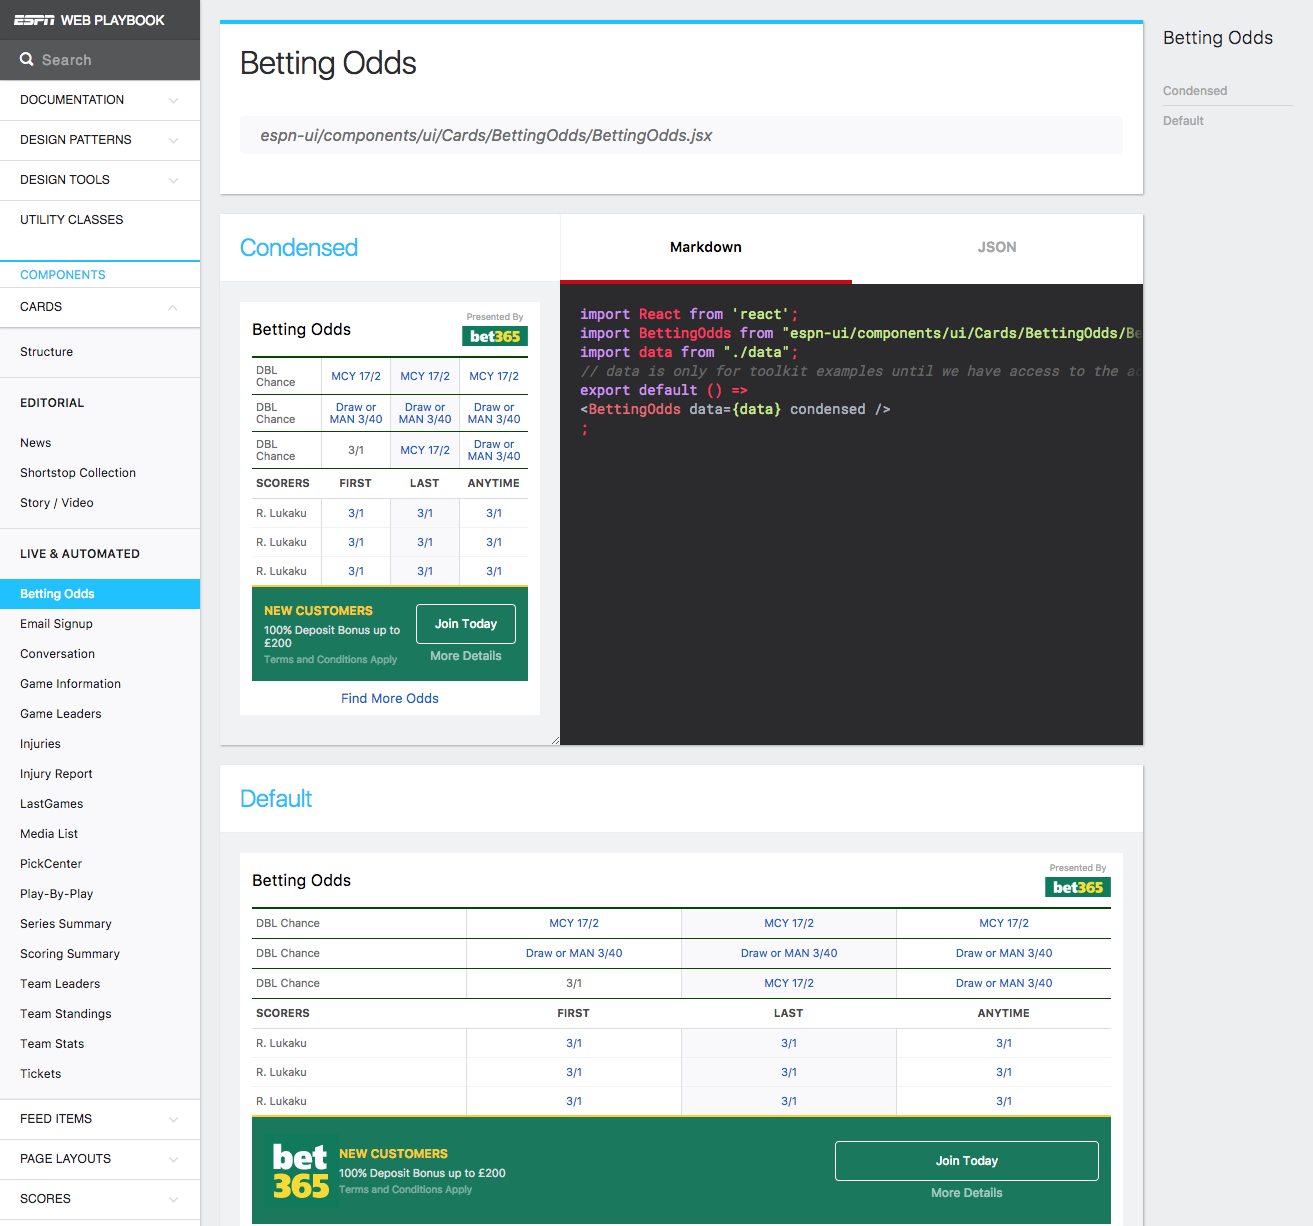 ESPN WEB PLAYBOOK
Search
DOCUMENTATION
DESIGN PATTERNS
DESIGN TOOLS
UTILITY CLASSES
COMPONENTS
CARDS
Structure
EDITORIAL
News
Shortstop Collection
Story / Video
LIVE & AUTOMATED
Betting Odds
Email Signup
Conversation
Game Information
Game Leaders
Injuries
Injury Report
LastGames
Media List
PickCenter
Play-By-Play
Series Summary
Scoring Summary
Team Leaders
Team Standings
Team Stats
Tickets
FEED ITEMS
PAGE LAYOUTS
SCORES
Betting Odds
espn-ui/components/ui/Cards/BettingOdds/BettingOdds.jsx
Condensed
Markdown JSON
Betting Odds
Presented By
bet365
DBL Chance MCY 17/2 MCY 17/2 MCY 17/2
DBL Chance Draw or MAN 3/40 Draw or MAN 3/40 Draw or MAN 3/40
DBL Chance 3/1 MCY 17/2 Draw or MAN 3/40
SCORERS FIRST LAST ANYTIME
R. Lukaku 3/1 3/1 3/1
R. Lukaku 3/1 3/1 3/1
R. Lukaku 3/1 3/1 3/1
NEW CUSTOMERS
100% Deposit Bonus up to
£200
Terms and Conditions Apply
Join Today
More Details
Find More Odds
import React from 'react';
import BettingOdds from "espn-ui/components/ui/Cards/BettingOdds/Be
import data from "./data";
// data is only for toolkit examples until we have access to the ac
export default () =>
<BettingOdds data={data} condensed />
;
Default
Betting Odds
Presented By
bet365
DBL Chance MCY 17/2 MCY 17/2 MCY 17/2
DBL Chance Draw or MAN 3/40 Draw or MAN 3/40 Draw or MAN 3/40
DBL Chance 3/1 MCY 17/2 Draw or MAN 3/40
SCORERS FIRST LAST ANYTIME
R. Lukaku 3/1 3/1 3/1
R. Lukaku 3/1 3/1 3/1
R. Lukaku 3/1 3/1 3/1
bet
365
NEW CUSTOMERS
100% Deposit Bonus up to £200
Terms and Conditions Apply
Join Today
More Details
Betting Odds
Condensed
Default